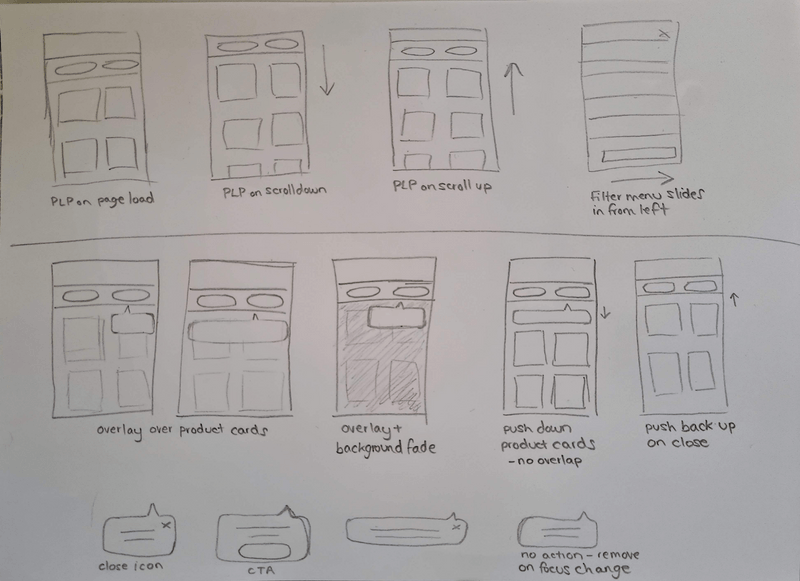 PLP on page load
PLP on scrolldown
PLP on scroll up
filter menu slides
in from left
overlay over product cards
overlay +
background fade
push down
product cards
- no overlap
push back up
on close
close icon
CTA
no action - remove
on focus change